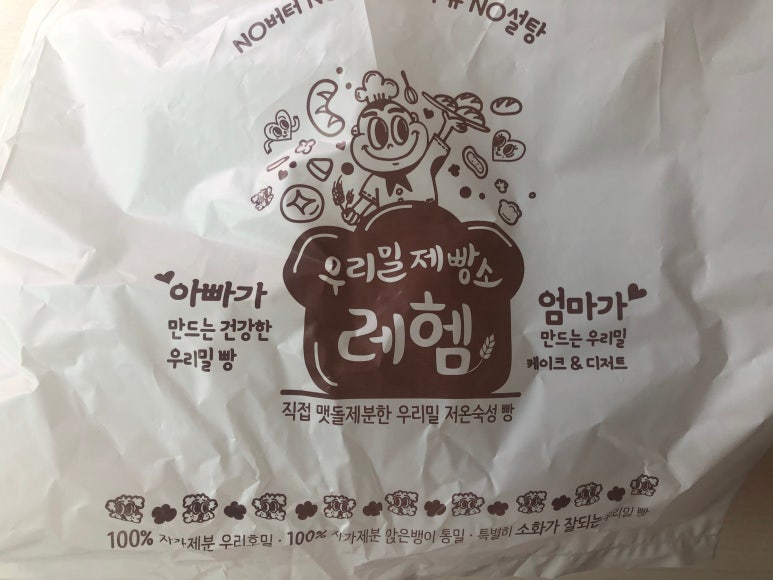 NO버터 NO설탕
우리밀 제빵소
레헴
아빠가
만드는 건강한
우리밀 빵
엄마가
만드는 우리밀
케이크 & 디저트
직접 맷돌제분한 우리밀 저온숙성 빵
100% 자가제분 우리호밀 · 100% 자가제분 앉은뱅이 통밀 · 특별히 소화가 잘되는 우리밀 빵